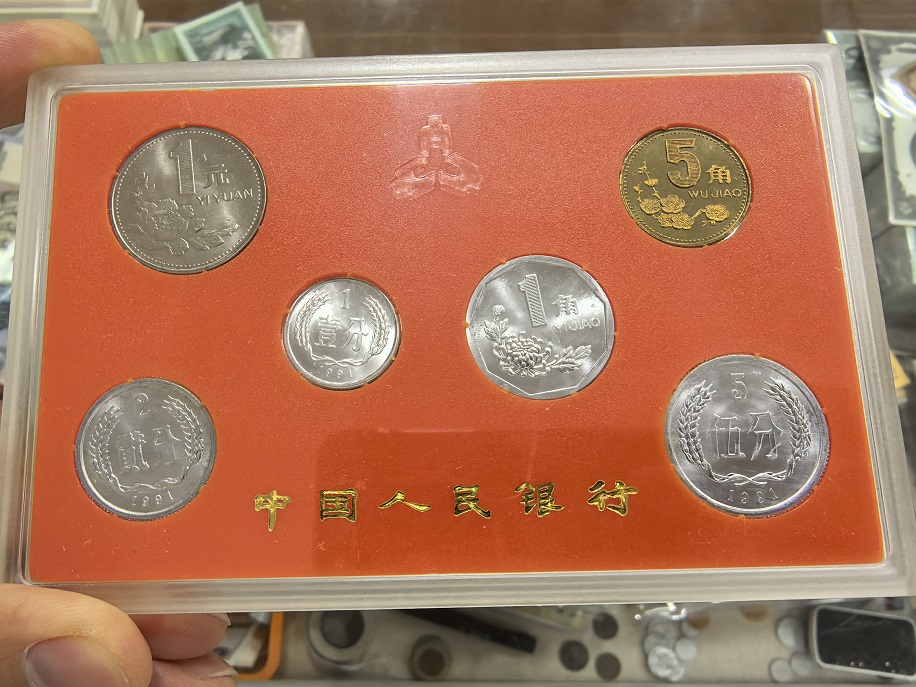 1元
YI YUAN
5角
WU JIAO
1
壹分
1991
1角
YI JIAO
2
贰分
1991
5
伍分
1991
中国人民银行